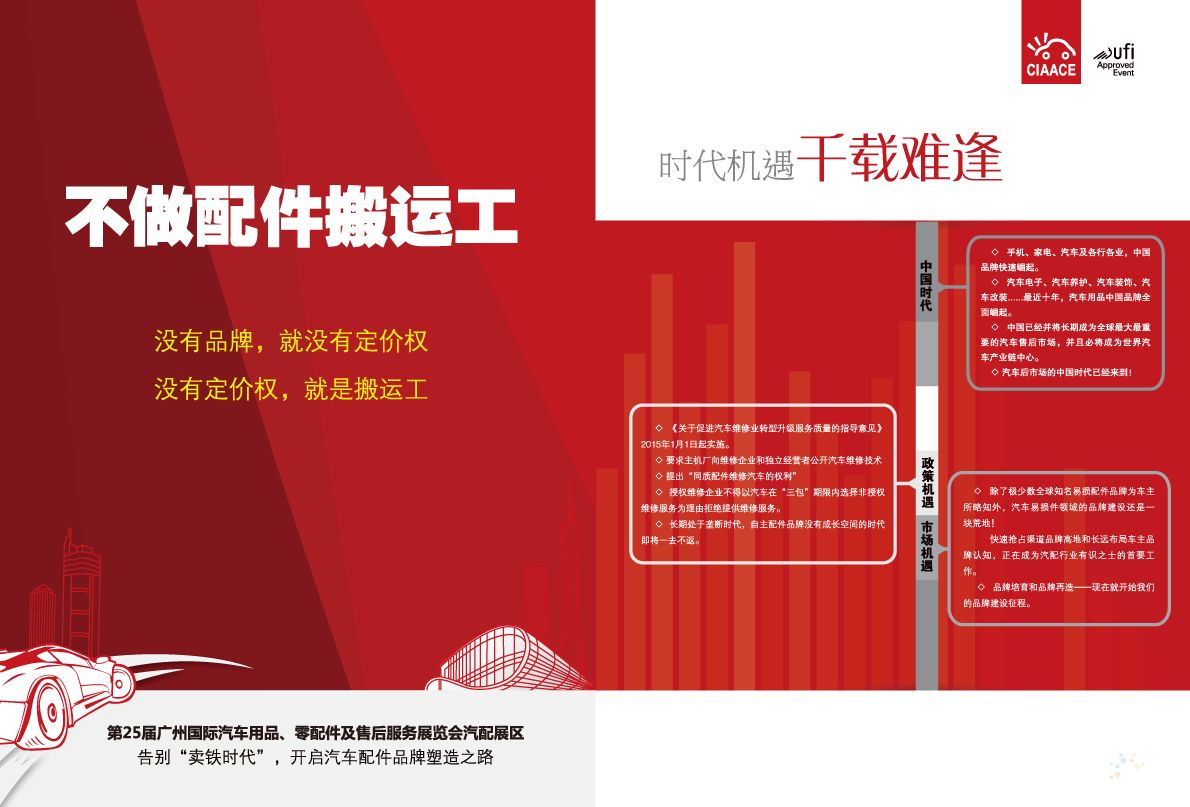 不做配件搬运工
没有品牌，就没有定价权
没有定价权，就是搬运工
第25届广州国际汽车用品、零配件及售后服务展览会汽配展区
告别“卖铁时代”，开启汽车配件品牌塑造之路
CIAACE
ufi
Approved
Event
时代机遇千载难逢
中国时代
◇ 手机、家电、汽车及各行各业，中国
品牌快速崛起。
◇ 汽车电子、汽车养护、汽车装饰、汽
车改装……最近十年，汽车用品中国品牌全
面崛起。
◇ 中国已经并将长期成为全球最大最重
要的汽车售后市场，并且必将成为世界汽
车产业链中心。
◇ 汽车后市场的中国时代已经来到！
政策机遇
◇ 《关于促进汽车维修业转型升级服务质量的指导意见》
2015年1月1日起实施。
◇ 要求主机厂向维修企业和独立经营者公开汽车维修技术
◇ 提出“同质配件维修汽车的权利”
◇ 授权维修企业不得以汽车在“三包”期限内选择非授权
维修服务为理由拒绝提供维修服务。
◇ 长期处于垄断时代，自主配件品牌没有成长空间的时代
即将一去不返。
市场机遇
◇ 除了极少数全球知名易损配件品牌为车主
所略知外，汽车易损件领域的品牌建设还是一
块荒地！
快速抢占渠道品牌高地和长远布局车主品
牌认知，正在成为汽配行业有识之士的首要工
作。
◇ 品牌培育和品牌再造——现在就开始我们
的品牌建设征程。